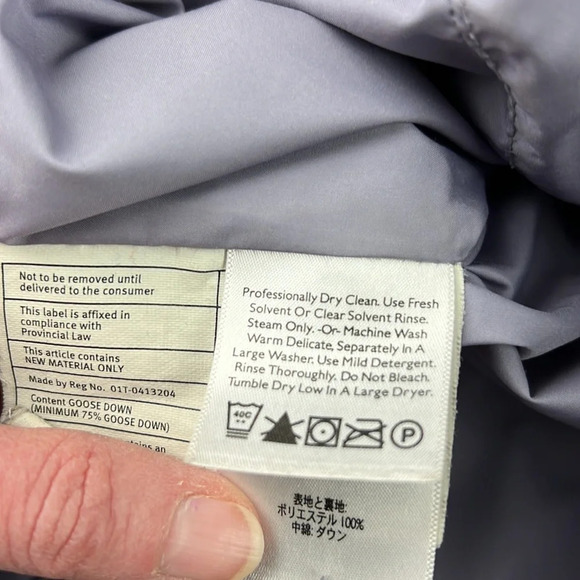 Not to be removed until
delivered to the consumer
This label is affixed in
compliance with
Provincial Law
This article contains
NEW MATERIAL ONLY
Made by Reg No. 01T-0413204
Content GOOSE DOWN
(MINIMUM 75% GOOSE DOWN)
an
Professionally Dry Clean. Use Fresh
Solvent Or Clear Solvent Rinse.
Steam Only. -Or- Machine Wash
Warm Delicate, Separately In A
Large Washer. Use Mild Detergent.
Rinse Thoroughly. Do Not Bleach.
Tumble Dry Low In A Large Dryer.
40C
P
表地と裏地:
ポリエステル 100%
中綿: ダウン